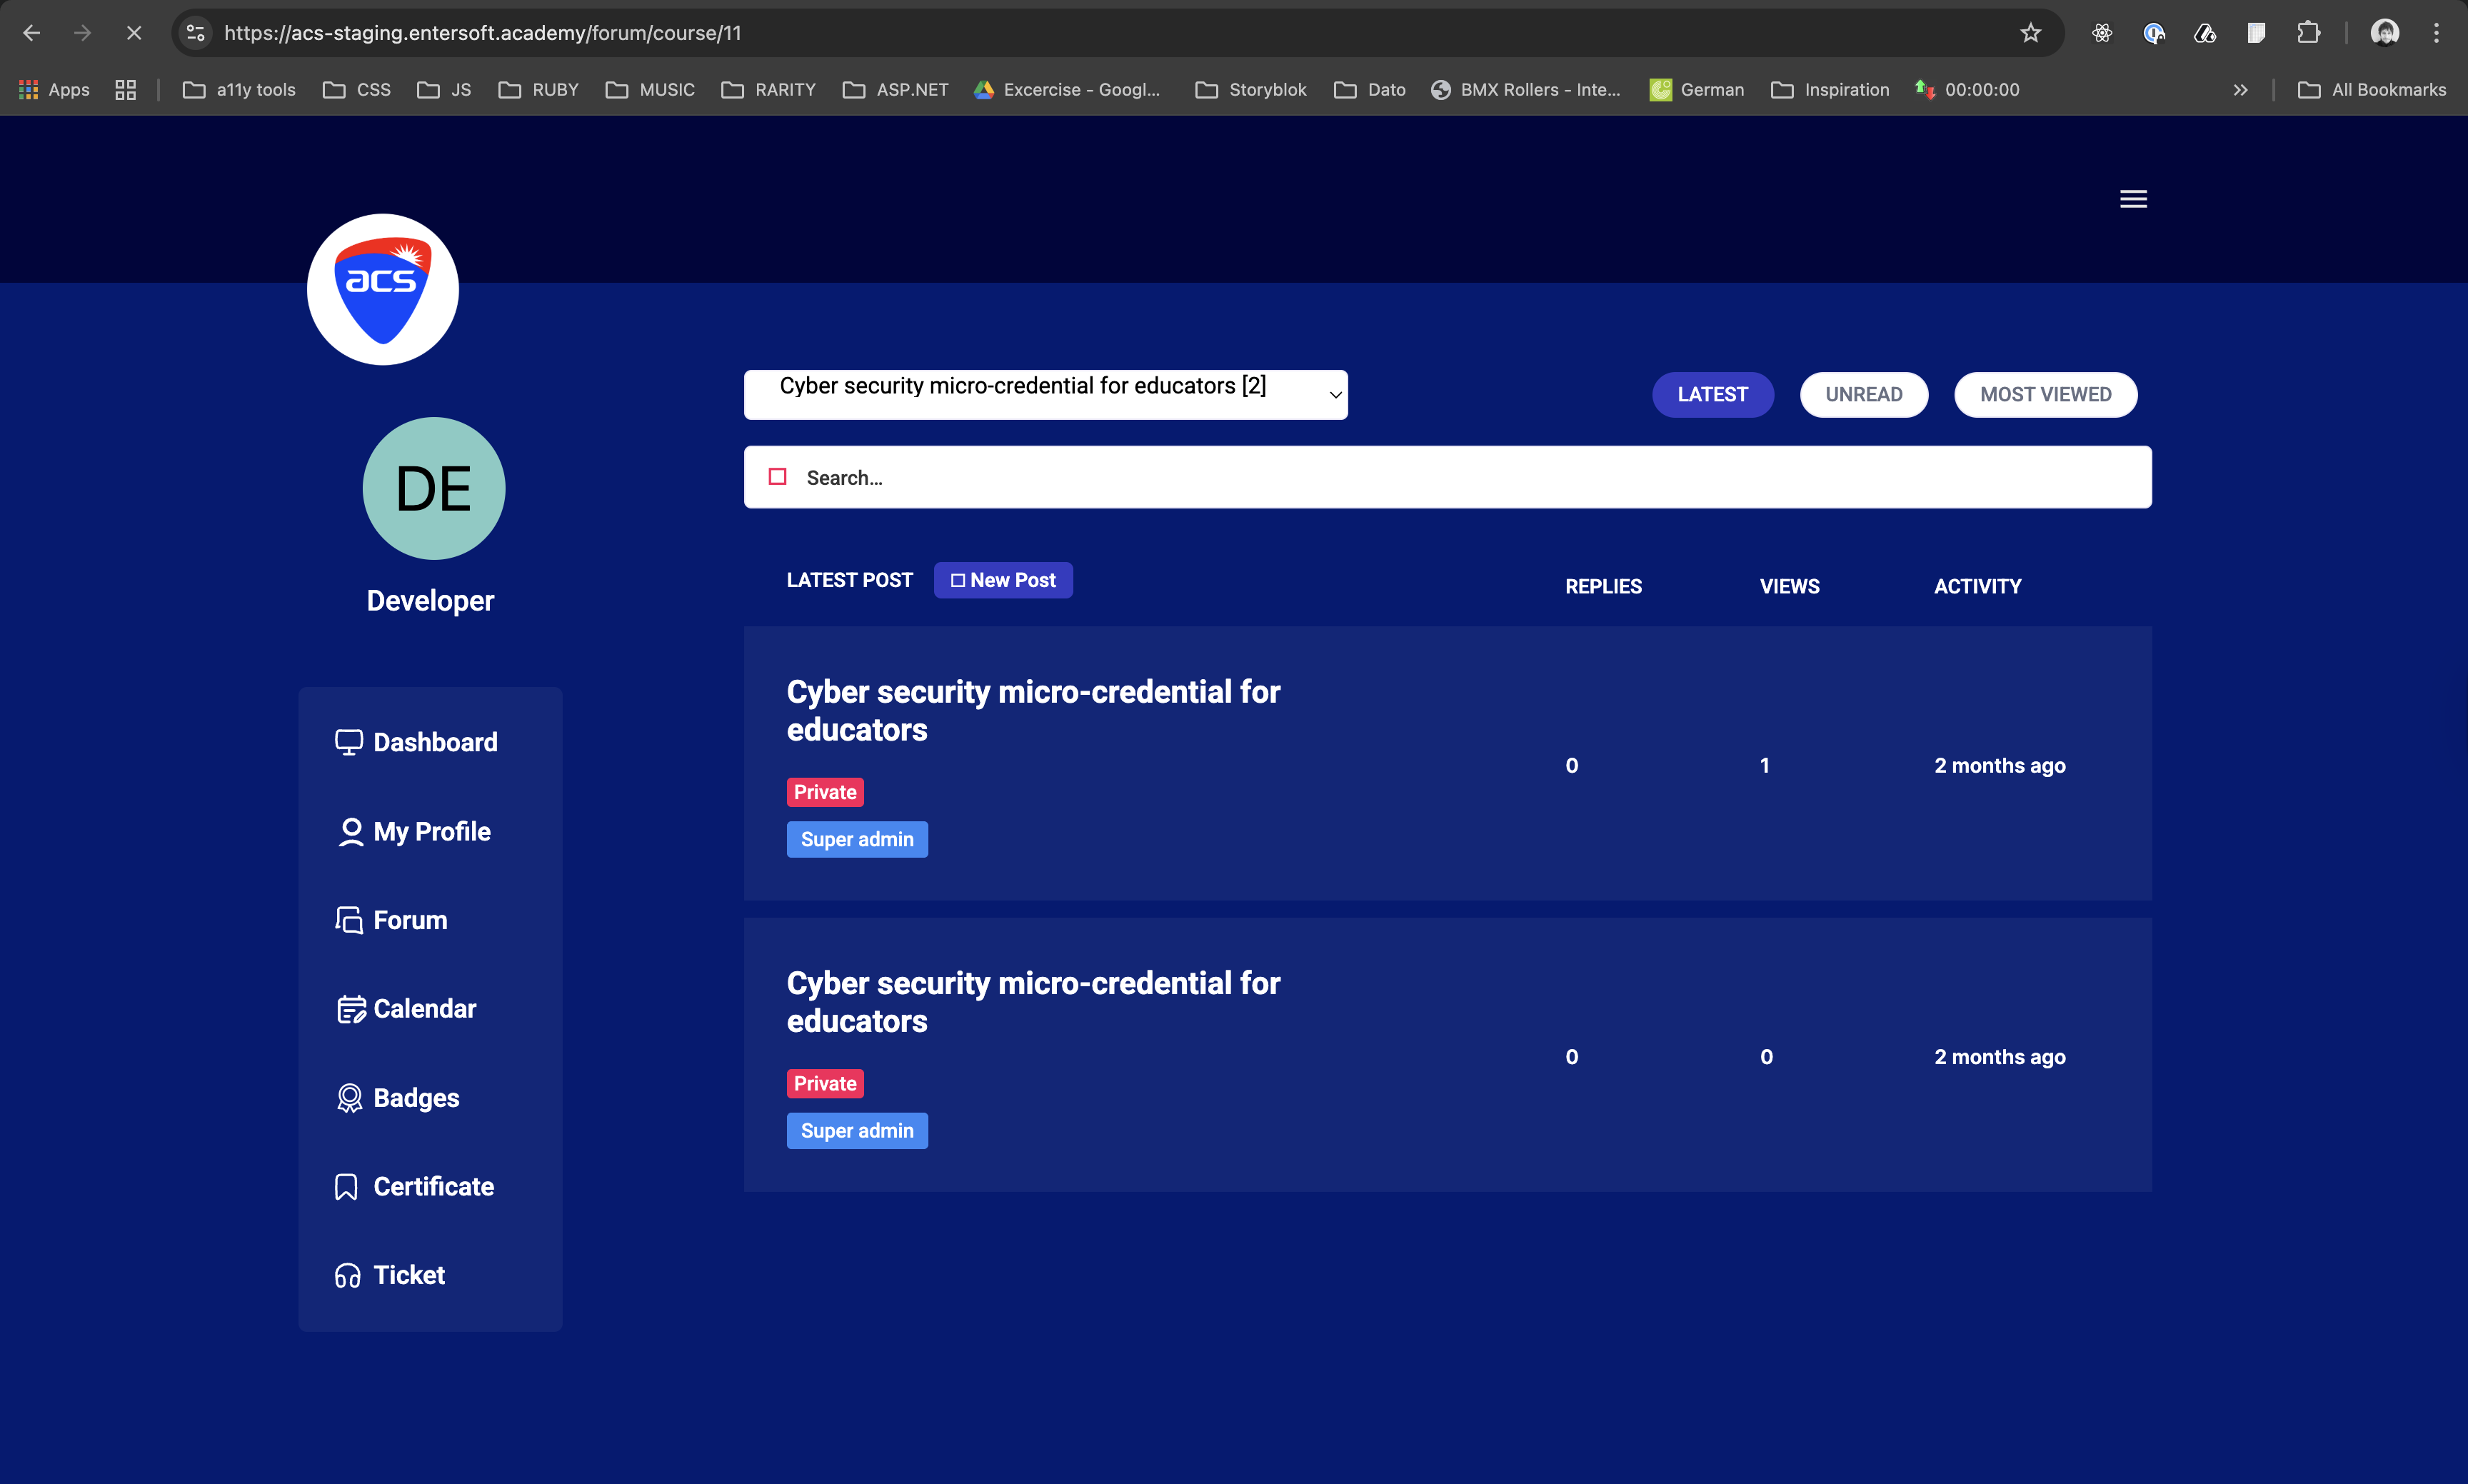 https://acs-staging.entersoft.academy/forum/course/11
Apps
a11y tools
CSS
JS
RUBY
MUSIC
RARITY
ASP.NET
Excercise - Googl...
Storyblok
Dato
BMX Rollers - Inte...
German
Inspiration
00:00:00
All Bookmarks
acs
DE
Developer
Dashboard
My Profile
Forum
Calendar
Badges
Certificate
Ticket
Cyber security micro-credential for educators [2]
LATEST
UNREAD
MOST VIEWED
Search...
LATEST POST
New Post
REPLIES
VIEWS
ACTIVITY
Cyber security micro-credential for
educators
Private
Super admin
0
1
2 months ago
Cyber security micro-credential for
educators
Private
Super admin
0
0
2 months ago